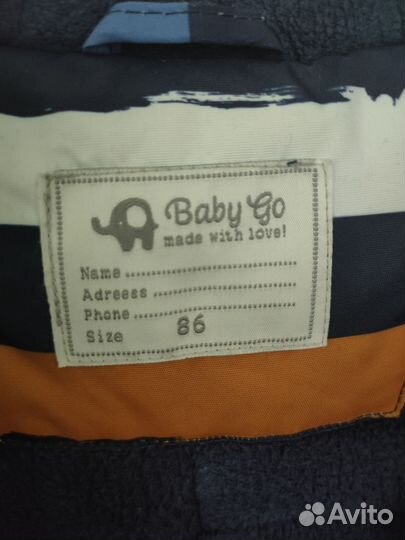 Baby Go
made with love!
Name
Adreess
Phone
Size 86
Avito